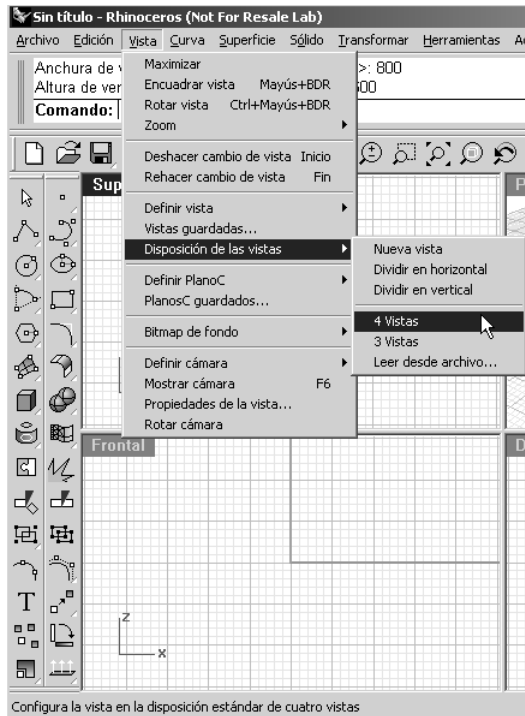 Sin título - Rhinoceros (Not For Resale Lab)
Archivo Edición Vista Curva Superficie Sólido Transformar Herramientas
Anchura de >: 800
Altura de ver 600
Comando:
Maximizar
Encuadrar vista Mayús+BDR
Rotar vista Ctrl+Mayús+BDR
Zoom
Deshacer cambio de vista Inicio
Rehacer cambio de vista Fin
Definir vista
Vistas guardadas...
Disposición de las vistas
Definir PlanoC
PlanosC guardados...
Bitmap de fondo
Definir cámara
Mostrar cámara F6
Propiedades de la vista...
Rotar cámara
Nueva vista
Dividir en horizontal
Dividir en vertical
4 Vistas
3 Vistas
Leer desde archivo...
Sup
P
Frontal
D
z
x
T
Configura la vista en la disposición estándar de cuatro vistas